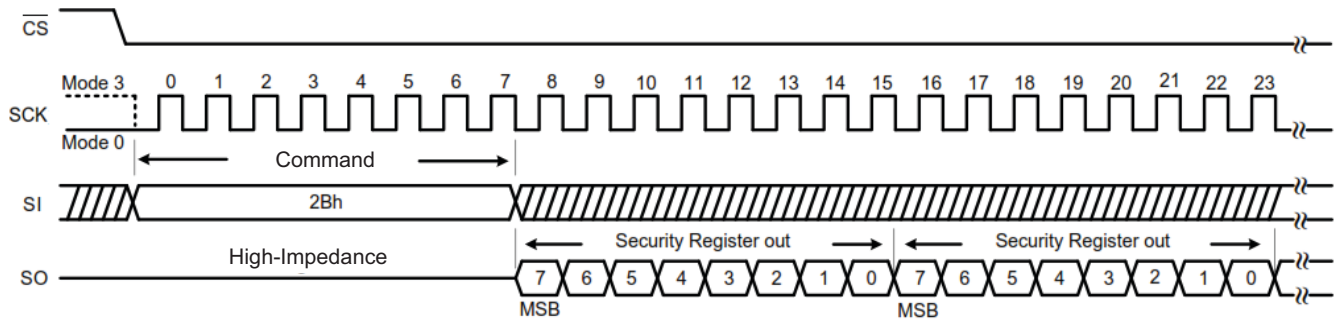 CS
Mode 3 0 1 2 3 4 5 6 7 8 9 10 11 12 13 14 15 16 17 18 19 20 21 22 23
SCK
Mode 0
Command
SI 2Bh
High-Impedance Security Register out Security Register out
SO 7 6 5 4 3 2 1 0 7 6 5 4 3 2 1 0
MSB MSB